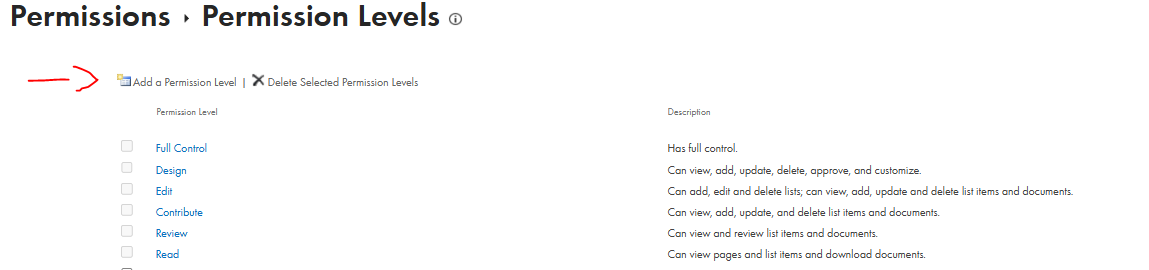 Permissions › Permission Levels
Add a Permission Level | Delete Selected Permission Levels
Permission Level Description
Full Control Has full control.
Design Can view, add, update, delete, approve, and customize.
Edit Can add, edit and delete lists; can view, add, update and delete list items and documents.
Contribute Can view, add, update, and delete list items and documents.
Review Can view and review list items and documents.
Read Can view pages and list items and download documents.